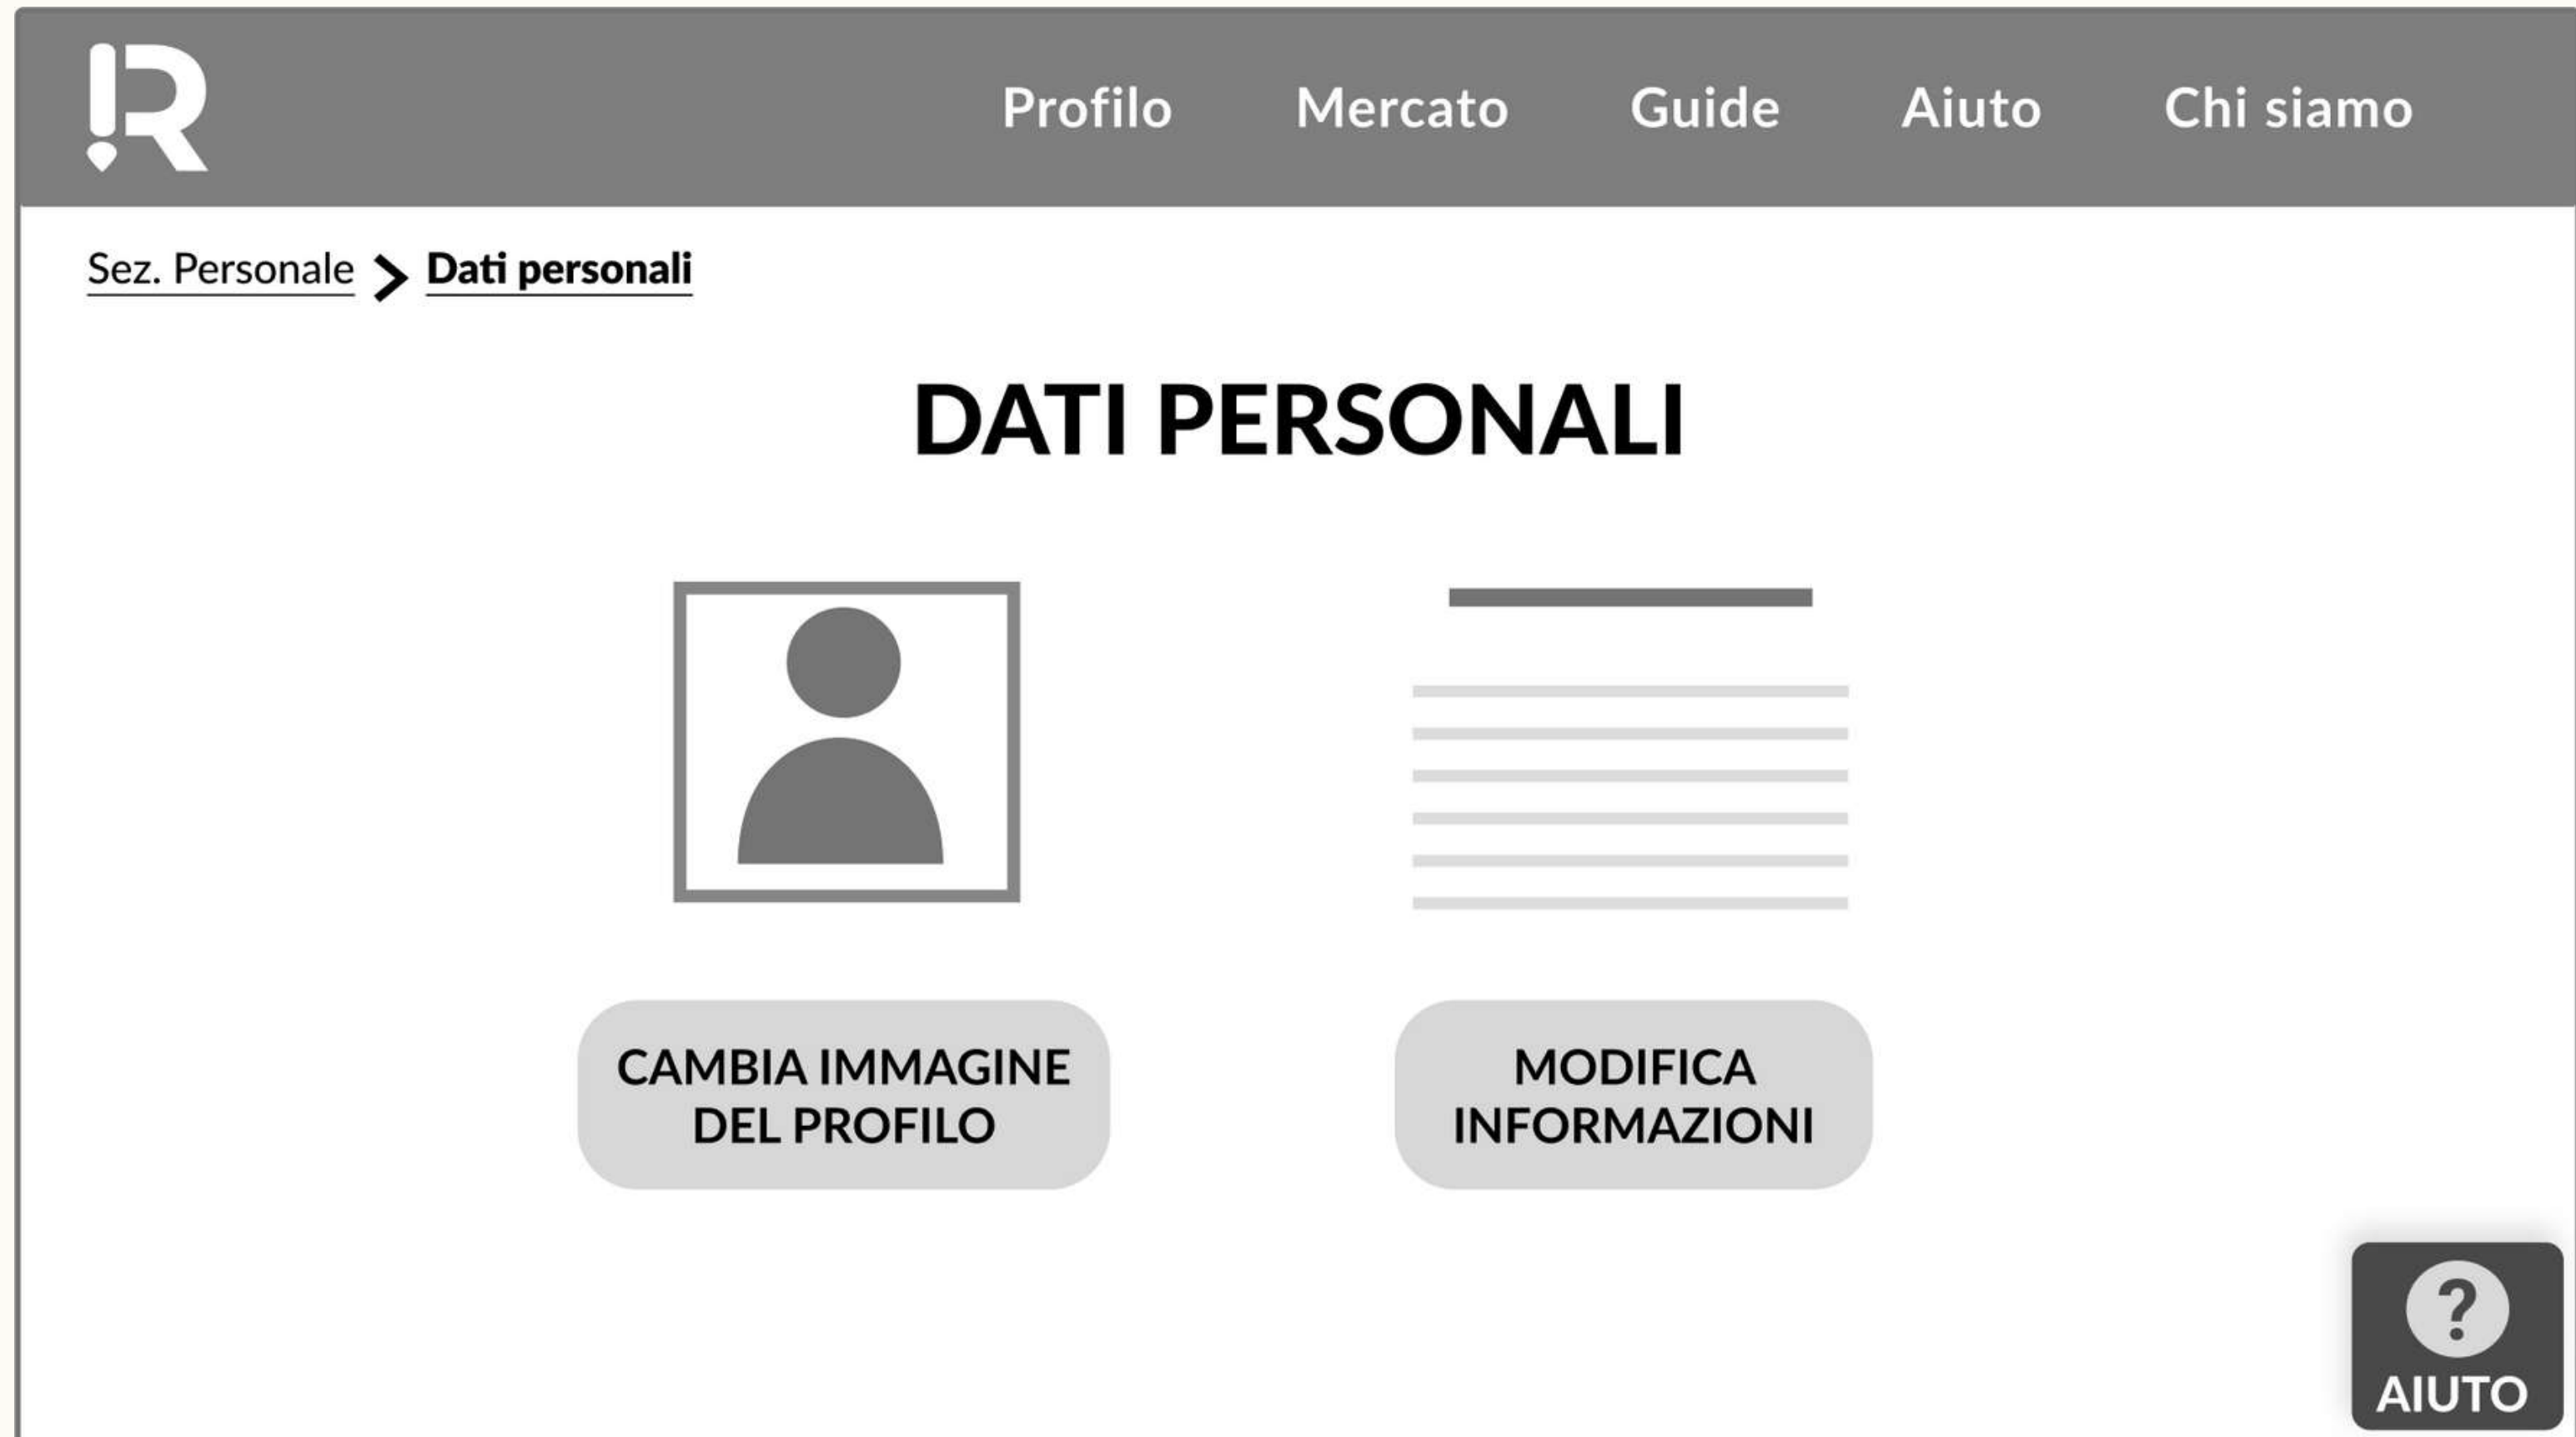 R
Profilo Mercato Guide Aiuto Chi siamo
Sez. Personale > Dati personali
DATI PERSONALI
CAMBIA IMMAGINE
DEL PROFILO
MODIFICA
INFORMAZIONI
?
AIUTO